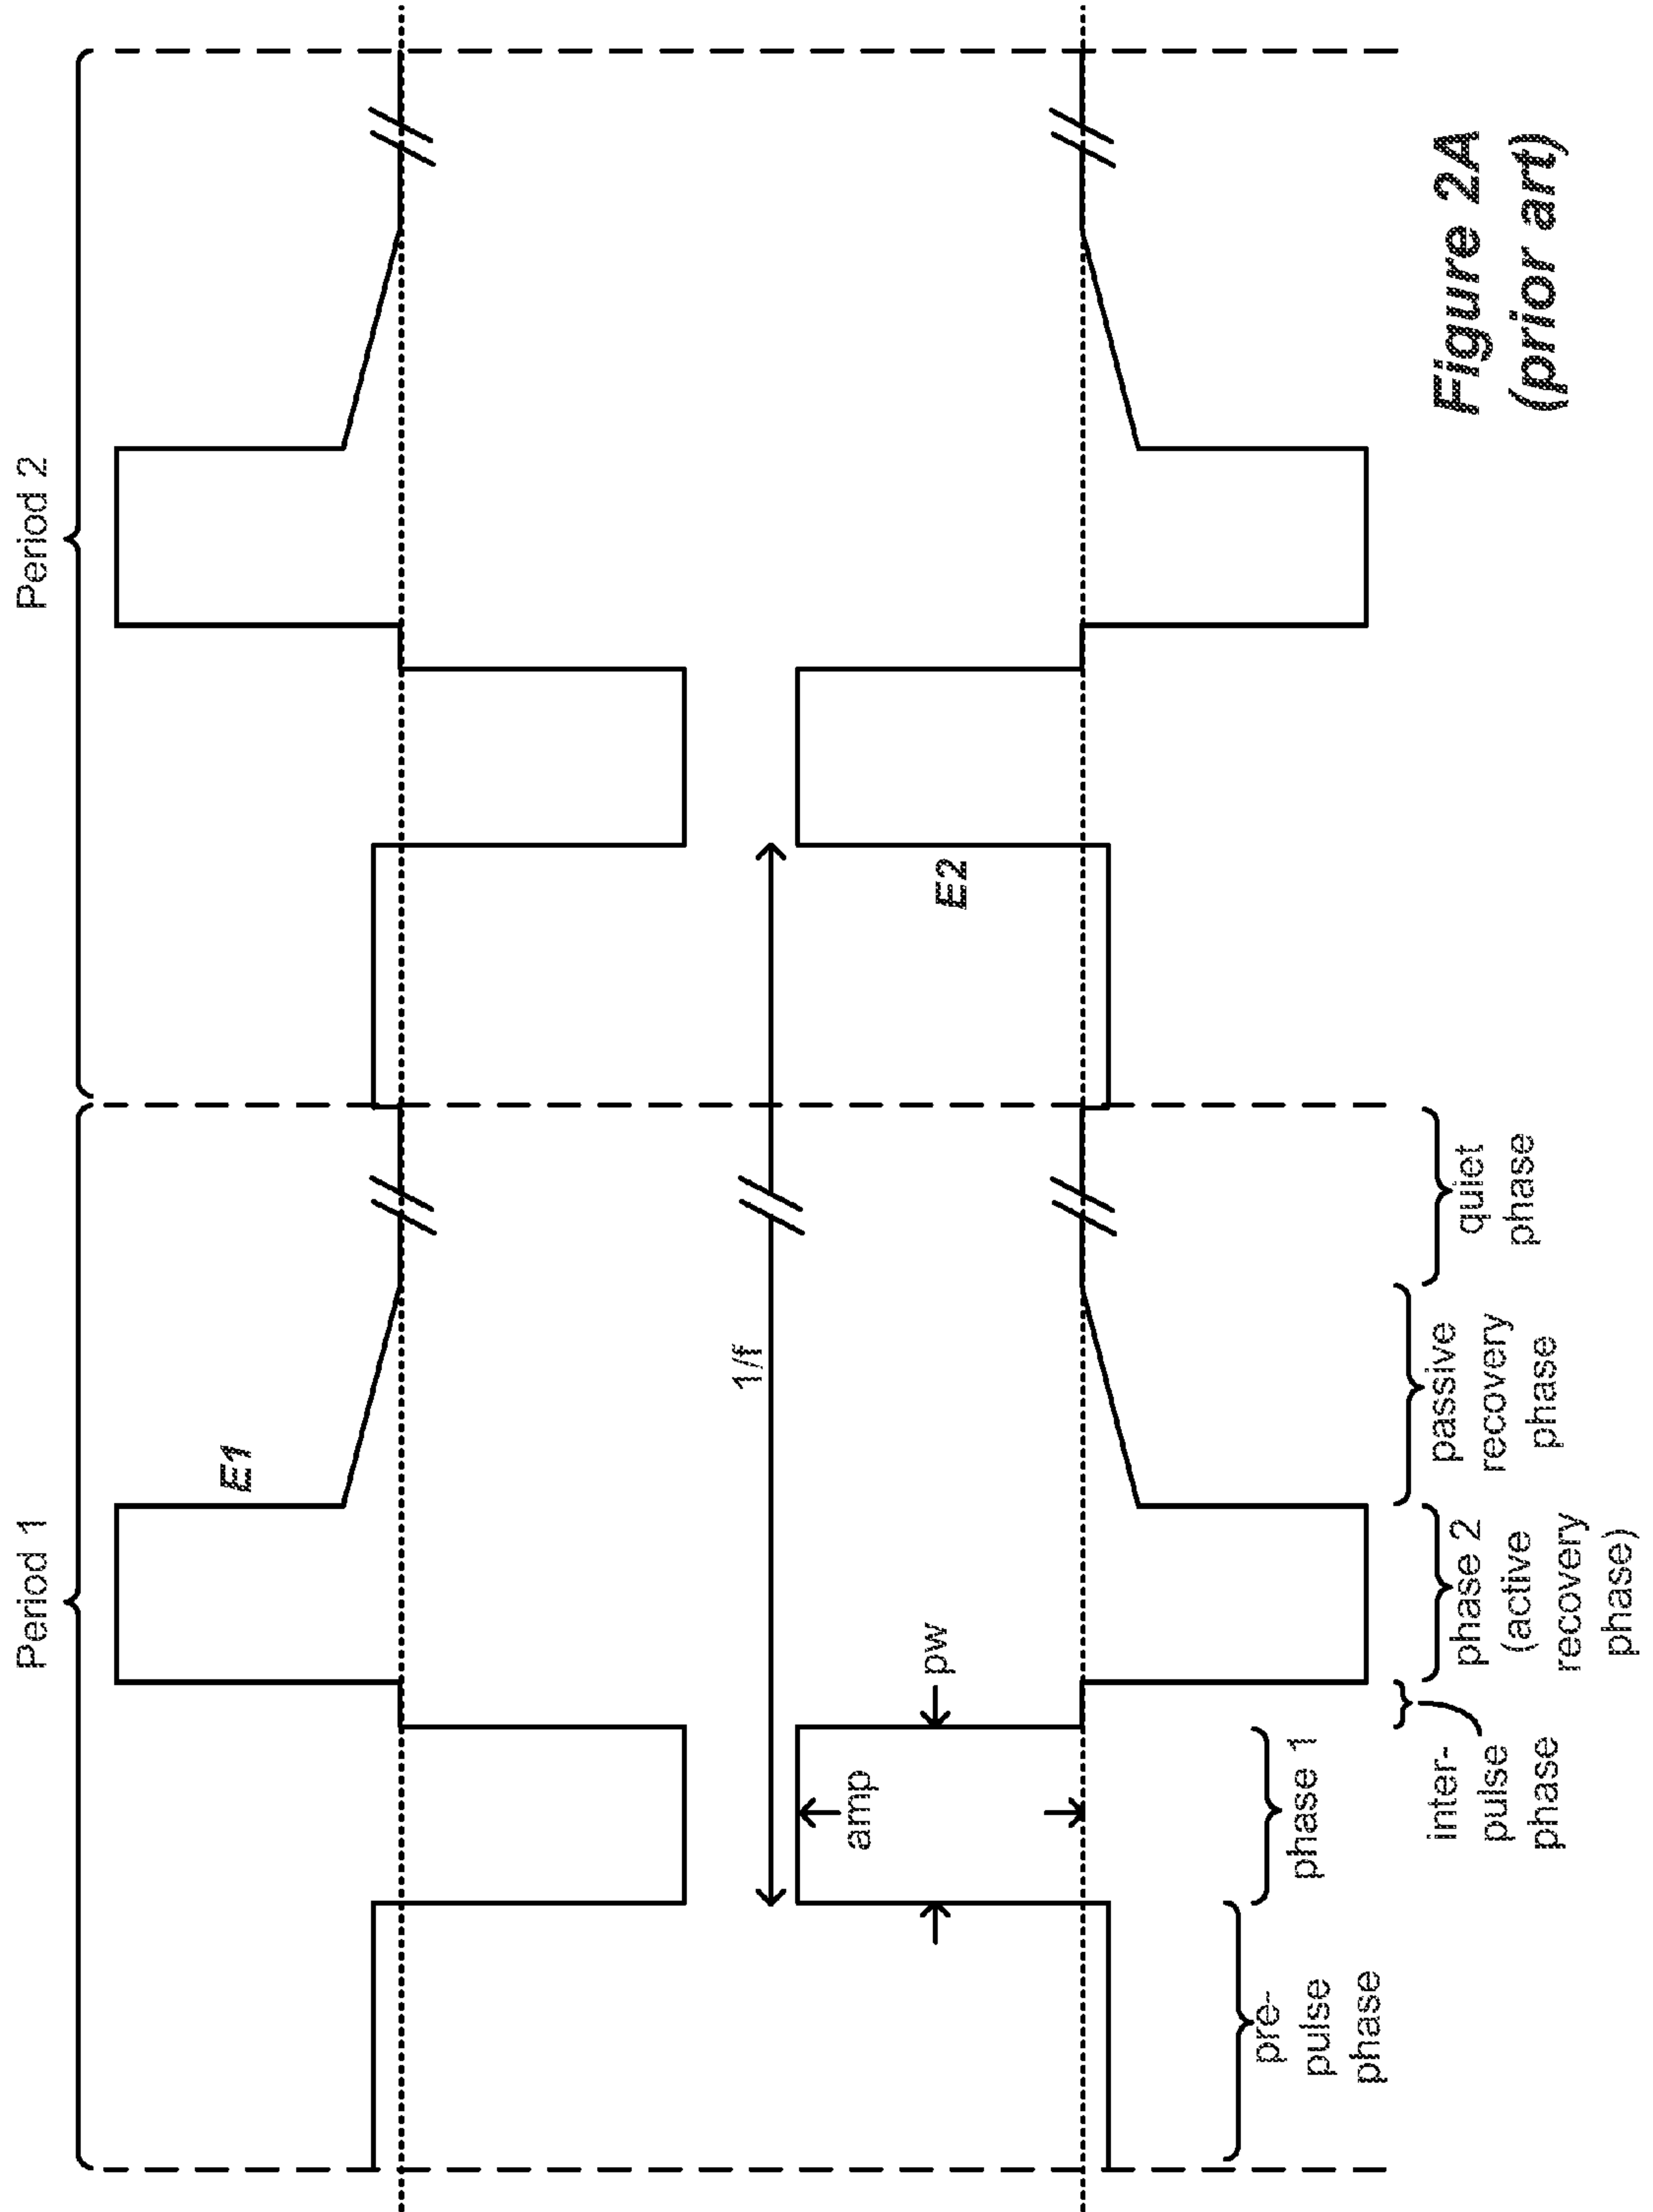 Period 1
Period 2
E1
1/f
amp
pw
E2
pre-
pulse
phase
phase 1
inter-
pulse
phase
phase 2
(active
recovery
phase)
passive
recovery
phase
quiet
phase
Figure 2A
(prior art)